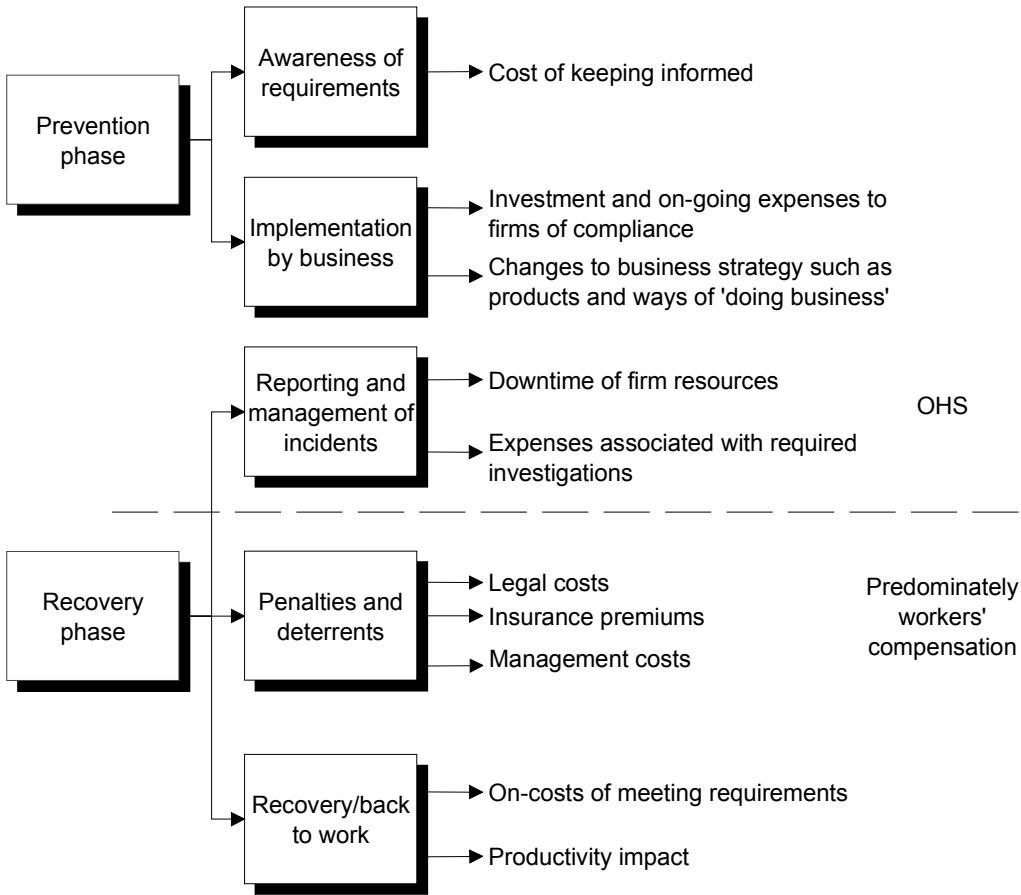 Prevention
phase
Awareness of
requirements
Cost of keeping informed
Implementation
by business
Investment and on-going expenses to
firms of compliance
Changes to business strategy such as
products and ways of 'doing business'
Reporting and
management of
incidents
Downtime of firm resources
Expenses associated with required
investigations
OHS
Recovery
phase
Penalties and
deterrents
Legal costs
Insurance premiums
Management costs
Predominately
workers'
compensation
Recovery/back
to work
On-costs of meeting requirements
Productivity impact